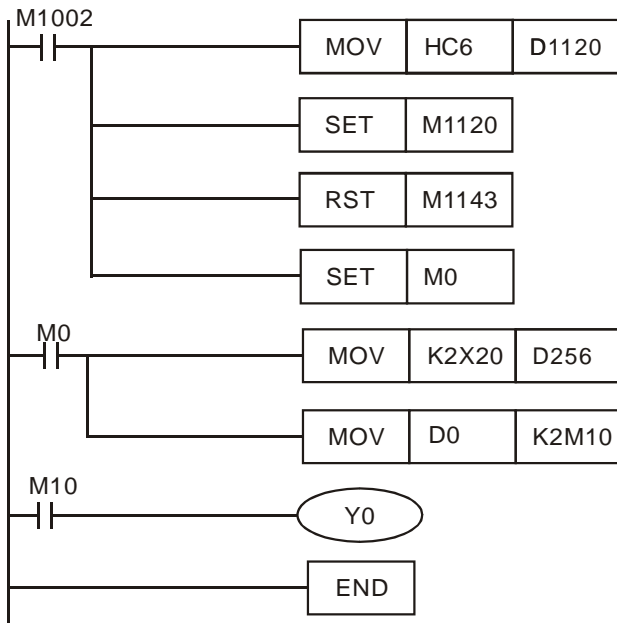 M1002
MOV HC6 D1120
SET M1120
RST M1143
SET M0
M0
MOV K2X20 D256
MOV D0 K2M10
M10
Y0
END